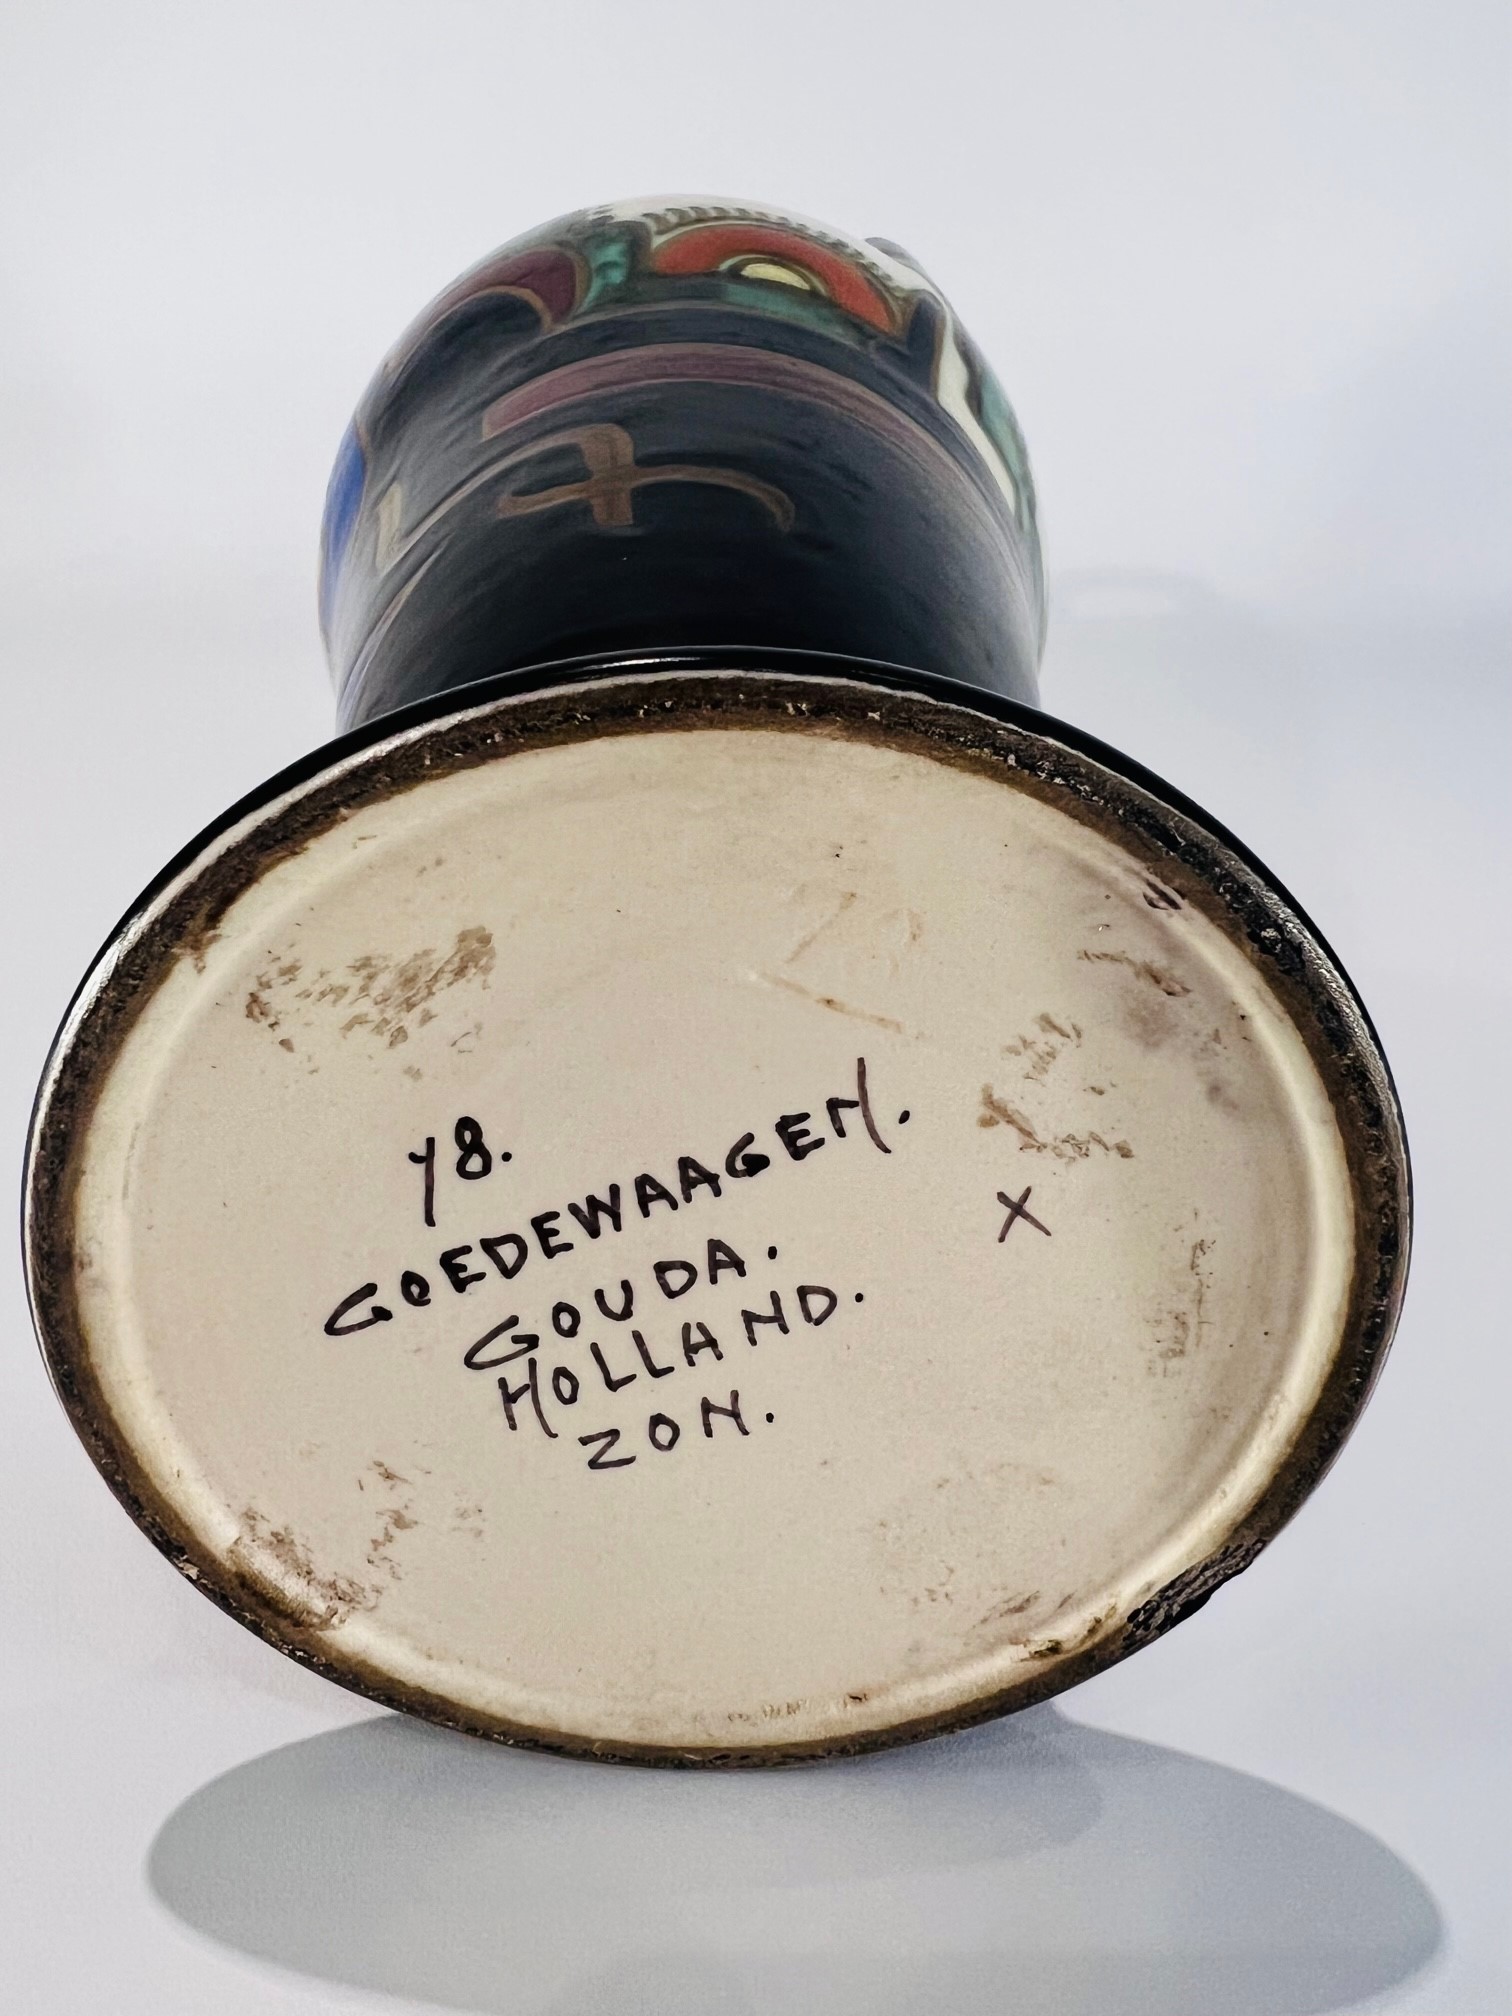 78.
GOEDEWAAGEN.
GOUDA.
HOLLAND.
ZON.
X